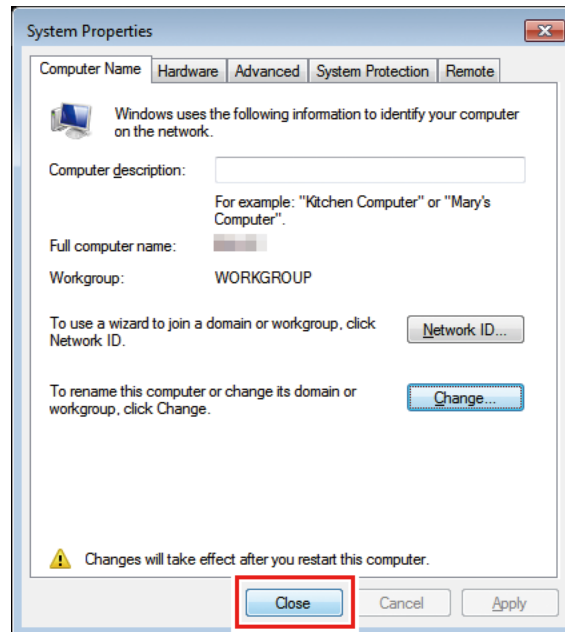 System Properties
Computer Name Hardware Advanced System Protection Remote
Windows uses the following information to identify your computer
on the network.
Computer description:
For example: "Kitchen Computer" or "Mary's
Computer".
Full computer name:
Workgroup: WORKGROUP
To use a wizard to join a domain or workgroup, click
Network ID.
Network ID...
To rename this computer or change its domain or
workgroup, click Change.
Change...
Changes will take effect after you restart this computer.
Close Cancel Apply